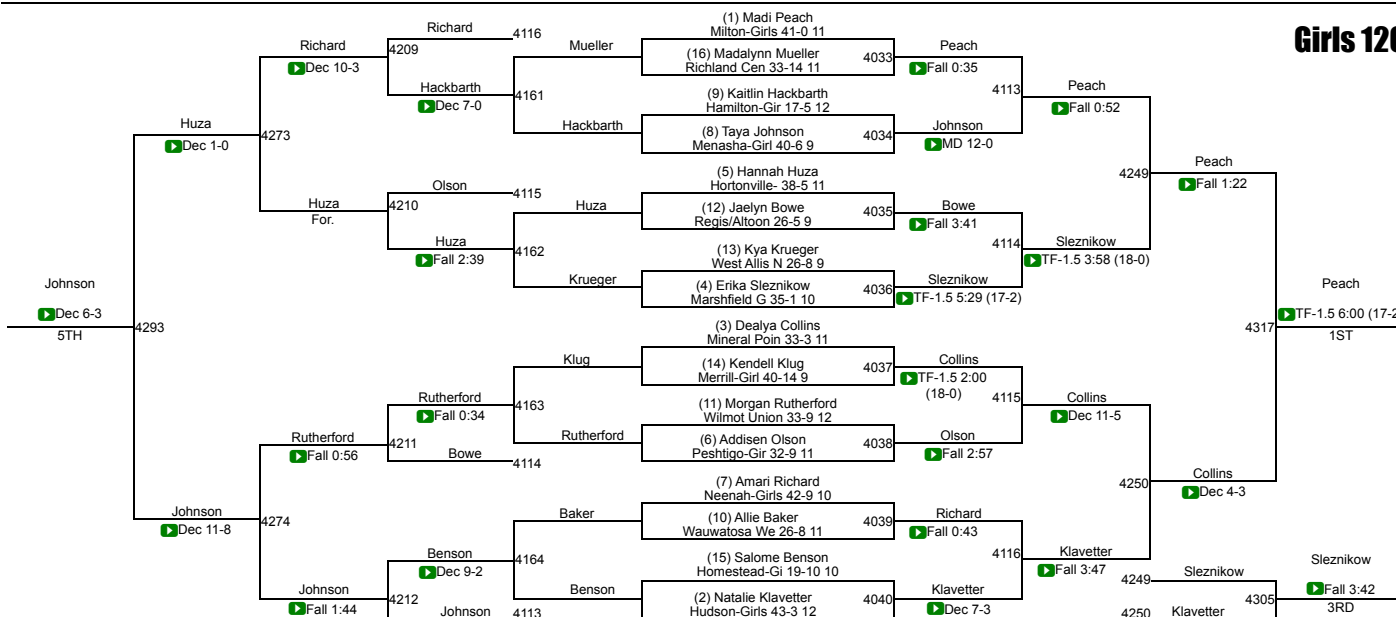 Girls 126
(1) Madi Peach
Milton-Girls 41-0 11
(16) Madalynn Mueller
Richland Cen 33-14 11
4033
(9) Kaitlin Hackbarth
Hamilton-Gir 17-5 12
(8) Taya Johnson
Menasha-Girl 40-6 9
4034
(5) Hannah Huza
Hortonville- 38-5 11
(12) Jaelyn Bowe
Regis/Altoon 26-5 9
4035
(13) Kya Krueger
West Allis N 26-8 9
(4) Erika Sleznikow
Marshfield G 35-1 10
4036
(3) Dealya Collins
Mineral Poin 33-3 11
(14) Kendell Klug
Merrill-Girl 40-14 9
4037
(11) Morgan Rutherford
Wilmot Union 33-9 12
(6) Addisen Olson
Peshtigo-Gir 32-9 11
4038
(7) Amari Richard
Neenah-Girls 42-9 10
(10) Allie Baker
Wauwatosa We 26-8 11
4039
(15) Salome Benson
Homestead-Gi 19-10 10
(2) Natalie Klavetter
Hudson-Girls 43-3 12
4040
Peach
Fall 0:35
4113
Johnson
MD 12-0
Bowe
Fall 3:41
4114
Sleznikow
TF-1.5 5:29 (17-2)
Collins
TF-1.5 2:00
(18-0)
4115
Olson
Fall 2:57
Richard
Fall 0:43
4116
Klavetter
Dec 7-3
Peach
Fall 0:52
4249
Sleznikow
TF-1.5 3:58 (18-0)
Collins
Dec 11-5
4250
Klavetter
Fall 3:47
Peach
Fall 1:22
4317
Collins
Dec 4-3
Peach
TF-1.5 6:00 (17-2
1ST
4249
Sleznikow
4305
4250
Klavetter
Sleznikow
Fall 3:42
3RD
Mueller
4161
Hackbarth
Huza
4162
Krueger
Klug
4163
Rutherford
Baker
4164
Benson
Richard
4116
4209
Hackbarth
Dec 7-0
Olson
4115
4210
Huza
Fall 2:39
Rutherford
Fall 0:34
4211
Bowe
4114
Benson
Dec 9-2
4212
Johnson
4113
Richard
Dec 10-3
4273
Huza
For.
Rutherford
Fall 0:56
4274
Johnson
Fall 1:44
Huza
Dec 1-0
4293
Johnson
Dec 11-8
Johnson
Dec 6-3
5TH